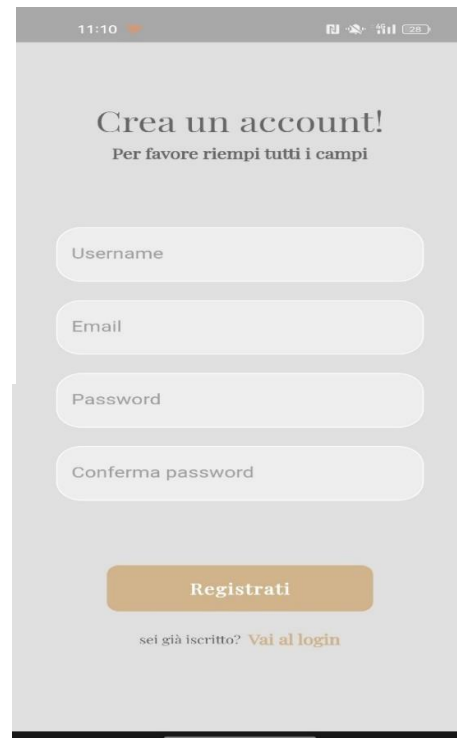 11:10
28
Crea un account!
Per favore riempi tutti i campi
Username
Email
Password
Conferma password
Registrati
sei già iscritto? Vai al login